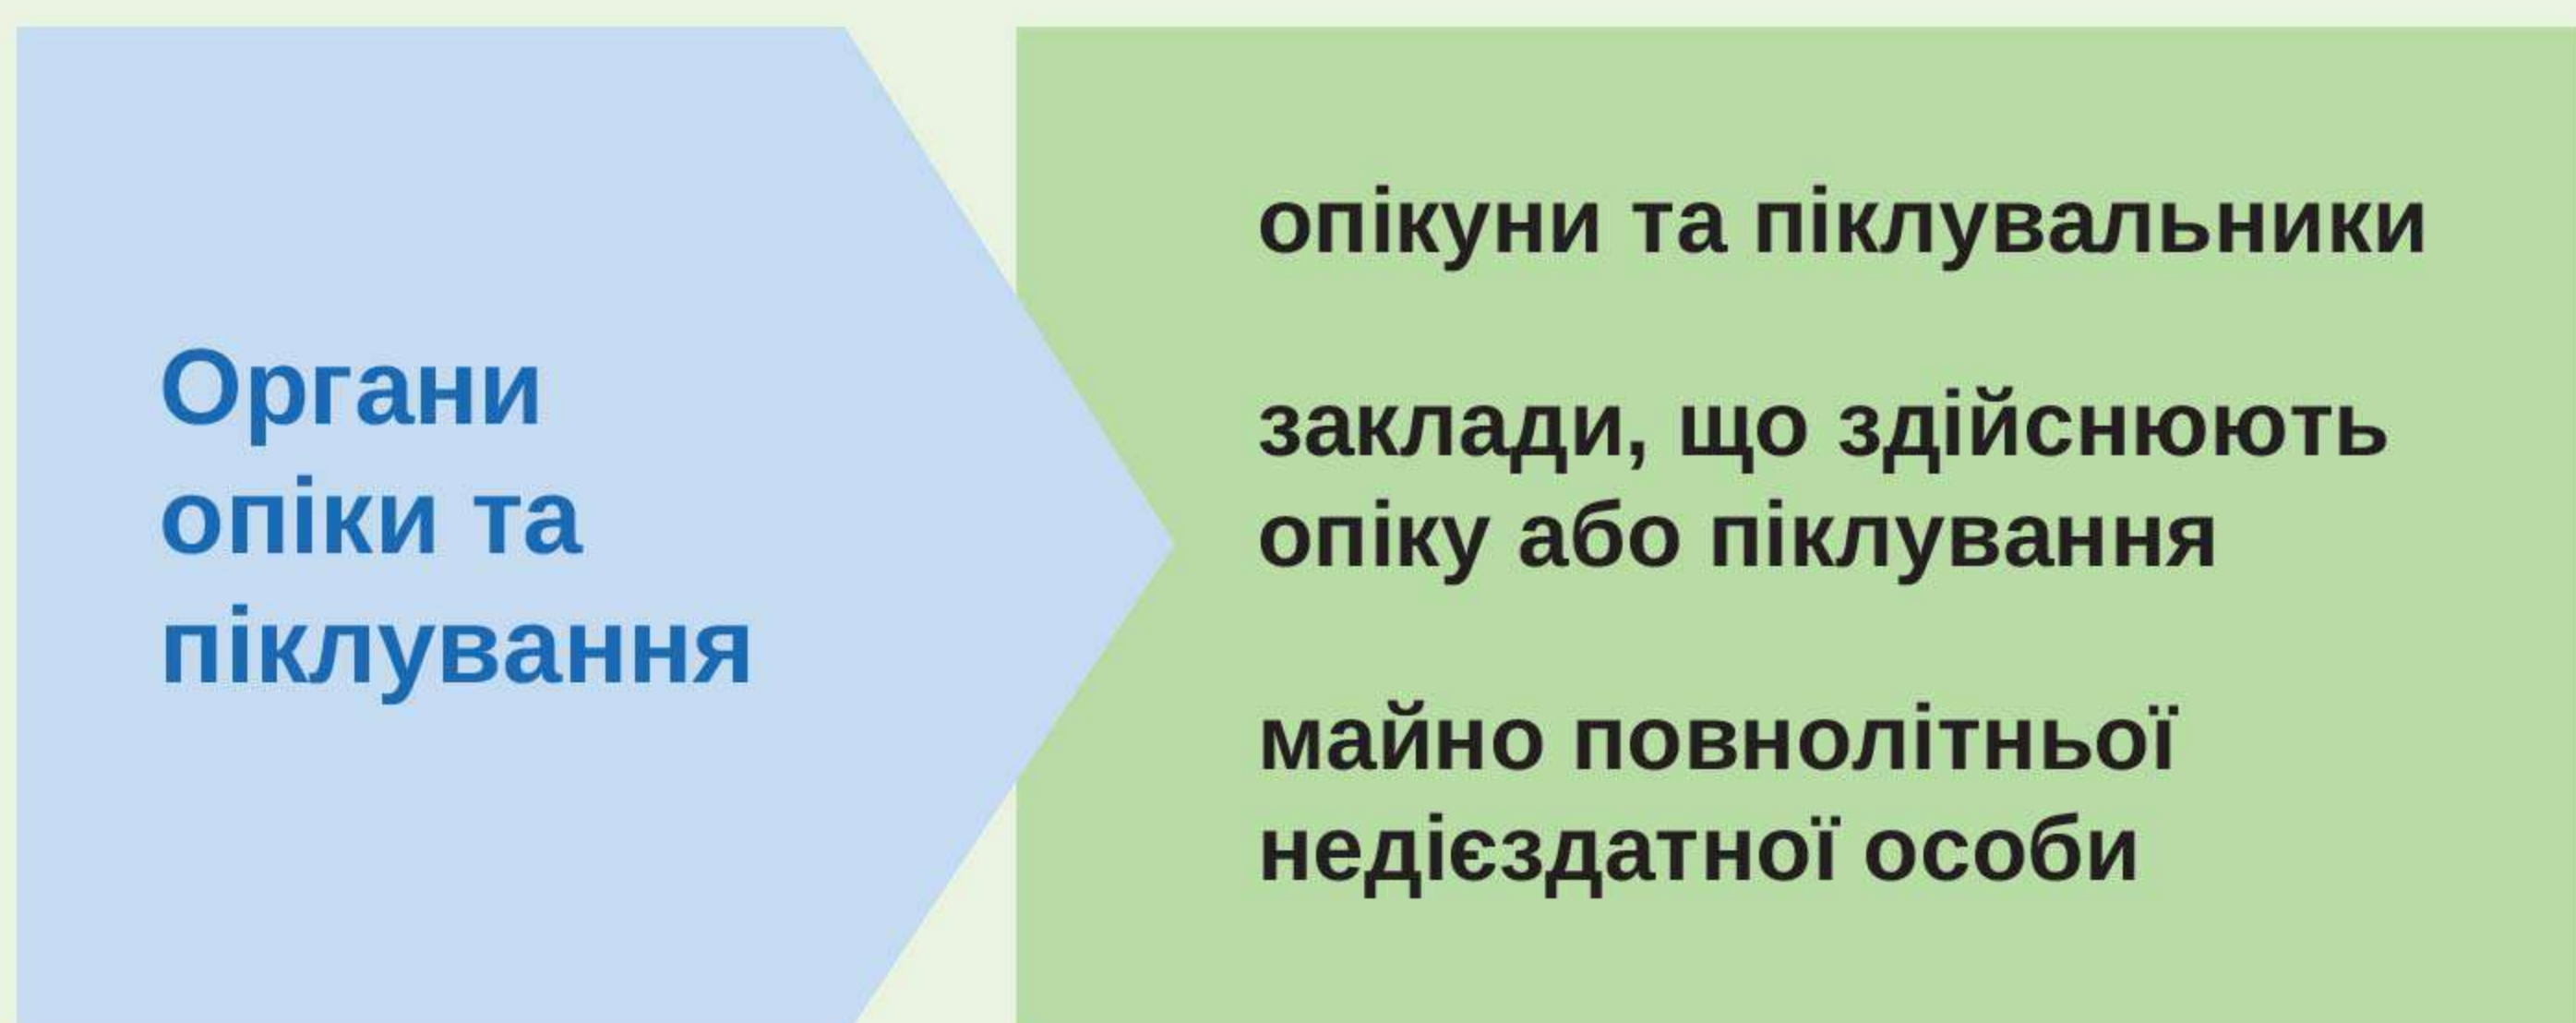 Органи
опіки та
піклування
опікуни та піклувальники
заклади, що здійснюють
опіку або піклування
майно повнолітньої
недієздатної особи